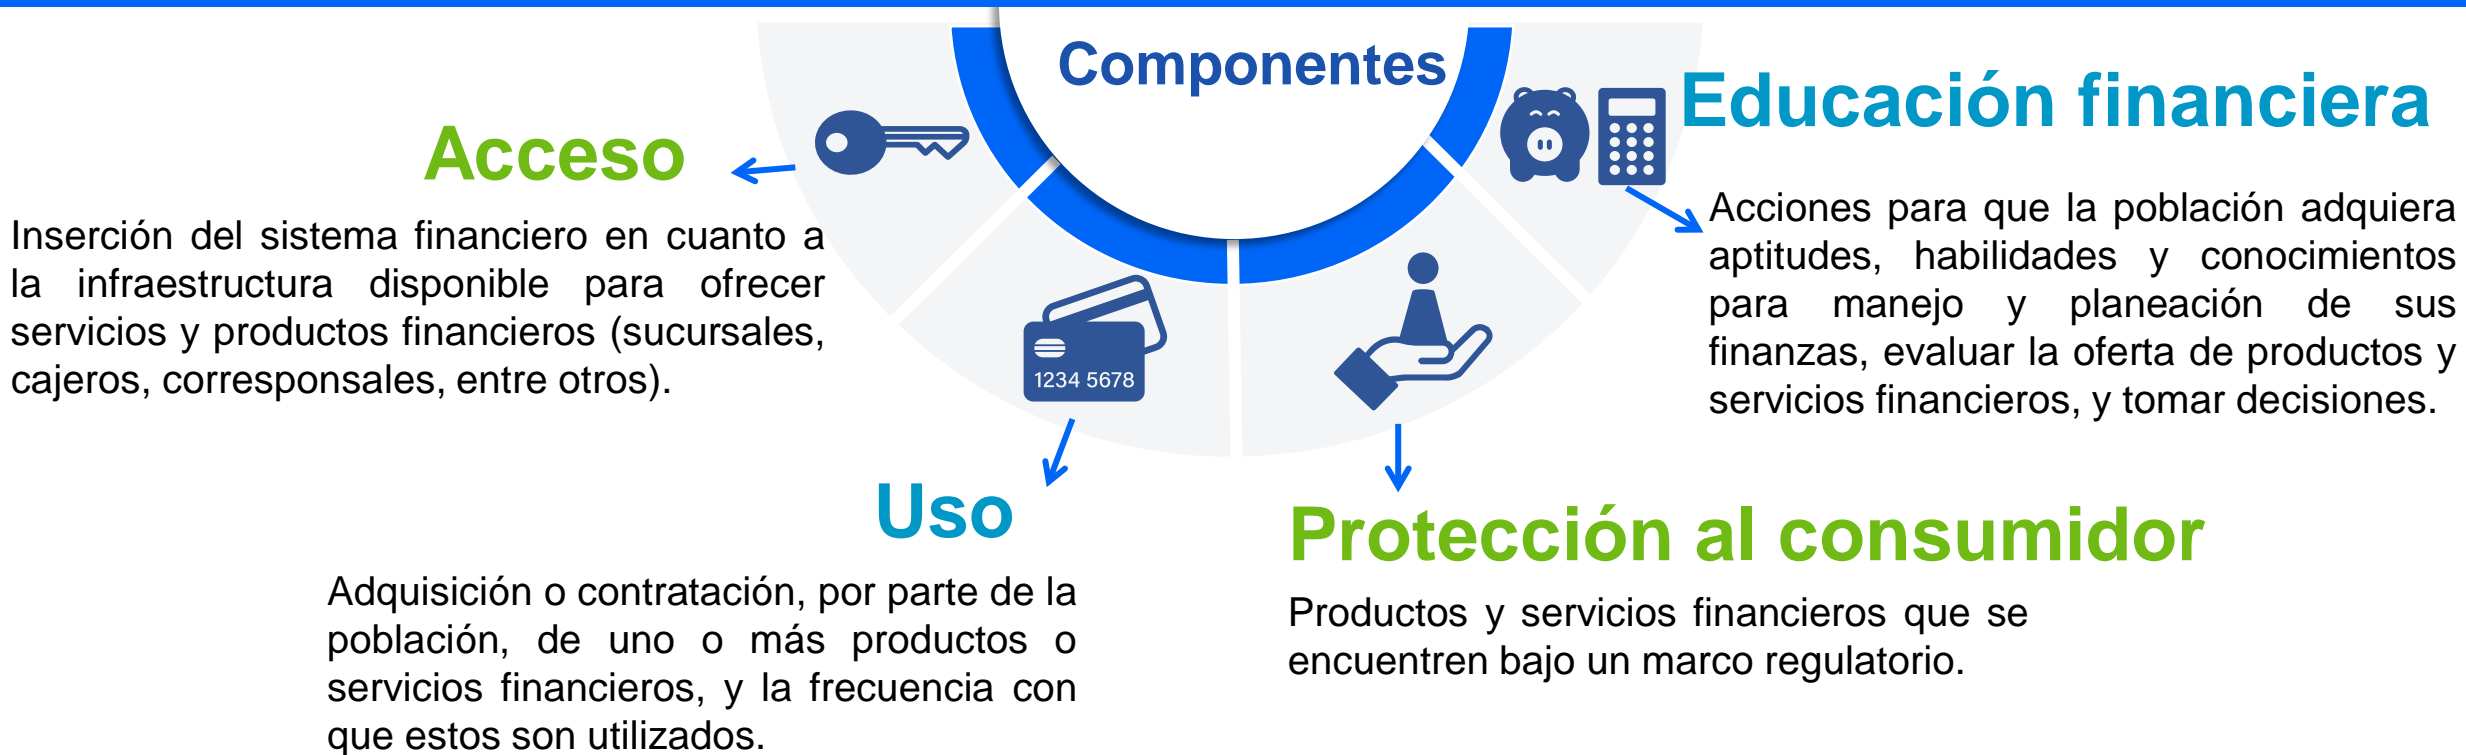 Componentes
Acceso
Inserción del sistema financiero en cuanto a
la infraestructura disponible para ofrecer
servicios y productos financieros (sucursales,
cajeros, corresponsales, entre otros).
1234 5678
Uso
Adquisición o contratación, por parte de la
población, de uno o más productos o
servicios financieros, y la frecuencia con
que estos son utilizados.
Protección al consumidor
Productos y servicios financieros que se
encuentren bajo un marco regulatorio.
Educación financiera
Acciones para que la población adquiera
aptitudes, habilidades y conocimientos
para manejo y planeación de sus
finanzas, evaluar la oferta de productos y
servicios financieros, y tomar decisiones.